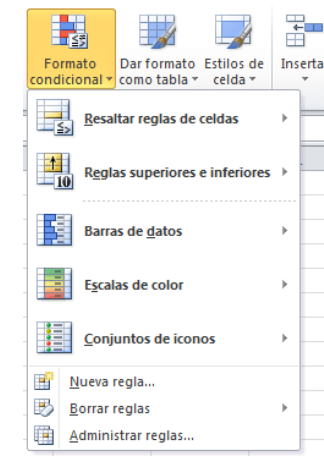 Formato condicional
Dar formato como tabla
Estilos de celda
Inserta
Resaltar reglas de celdas
Reglas superiores e inferiores
10
Barras de datos
Escalas de color
Conjuntos de iconos
Nueva regla...
Borrar reglas
Administrar reglas...